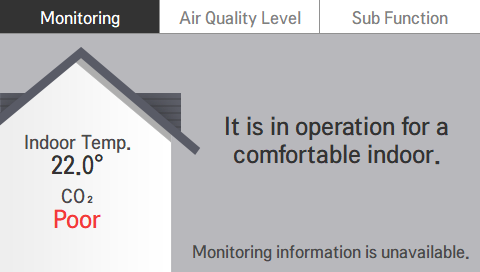 Monitoring
Air Quality Level
Sub Function
Indoor Temp.
22.0°
CO₂
Poor
It is in operation for a
comfortable indoor.
Monitoring information is unavailable.